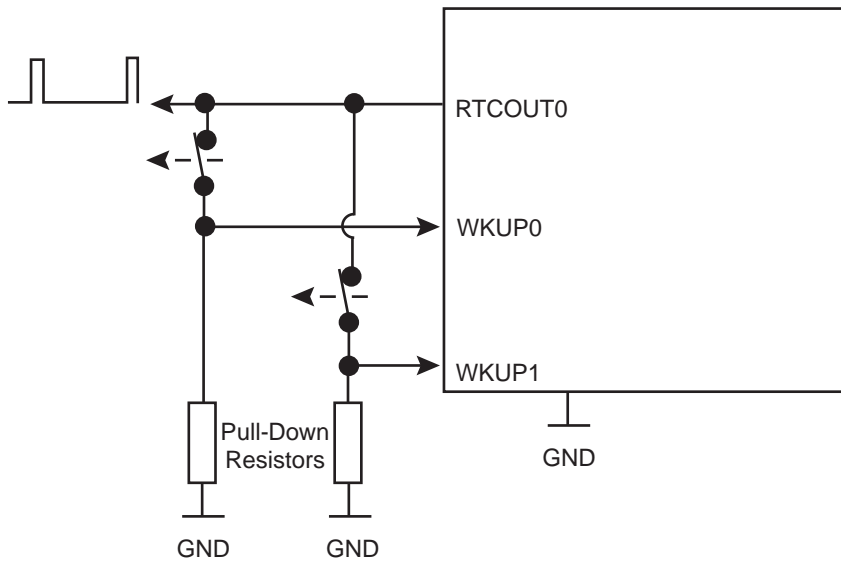 RTCOUT0
WKUP0
WKUP1
Pull-Down
Resistors
GND
GND
GND